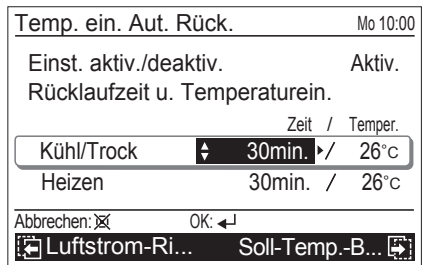 Temp. ein. Aut. Rück. Mo 10:00
Einst. aktiv./deaktiv. Aktiv.
Rücklaufzeit u. Temperaturein.
Zeit / Temper.
Kühl/Trock 30min. / 26°C
Heizen 30min. / 26°C
Abbrechen: OK:
Luftstrom-Ri... Soll-Temp.-B...